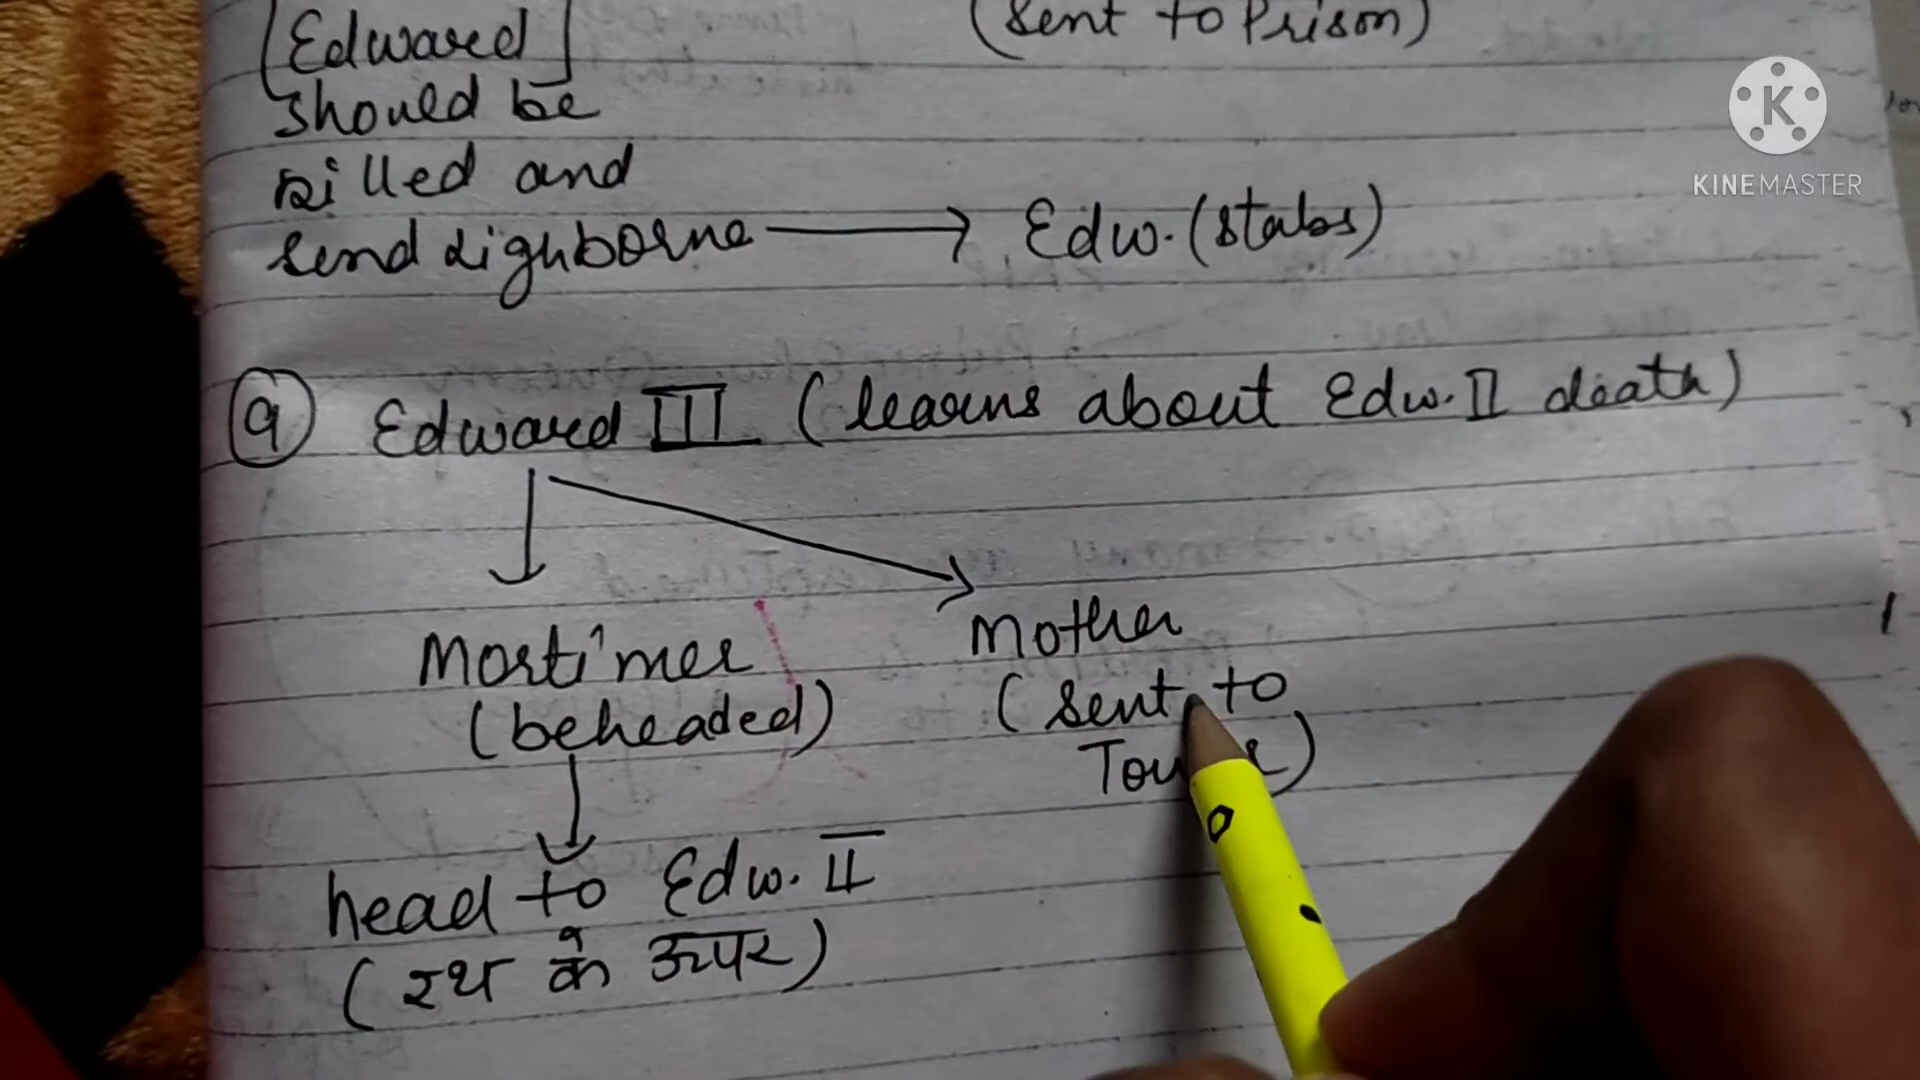 [Edward]
(Sent to Prison)
should be
killed and
send Lighborne → Edw. (stabs)
9 Edward III (learns about Edw. II death)
Mortimer
(beheaded)
head to Edw. II
(रथ के ऊपर)
Mother
(Sent to
KINEMASTER